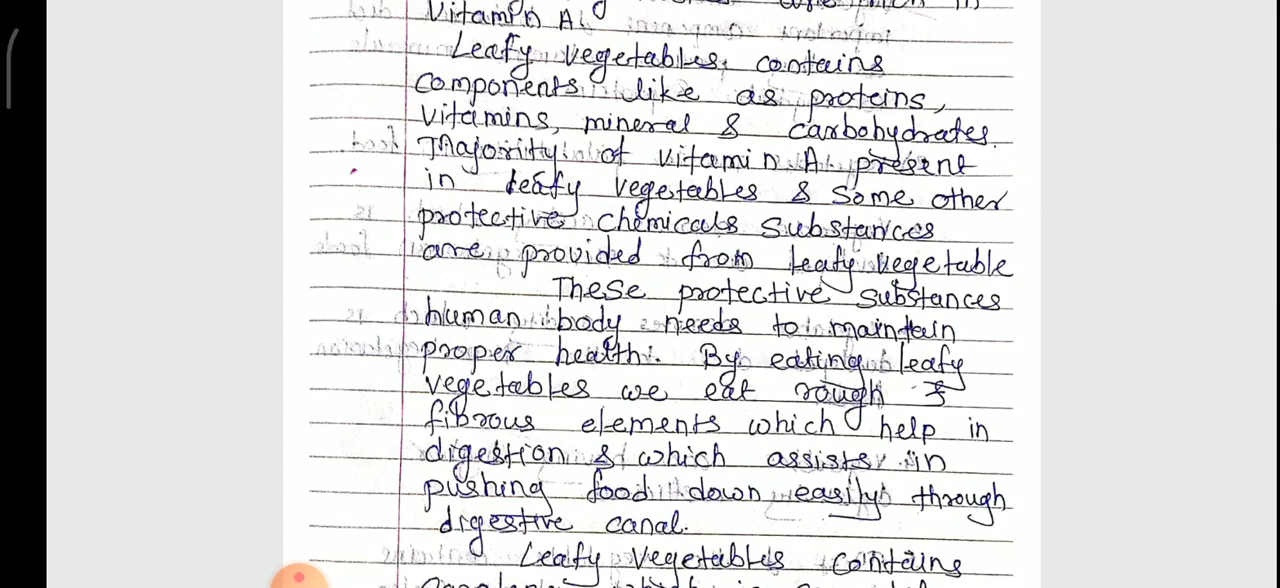 Vitamin A.
Leafy vegetables contains
components like as proteins,
vitamins, mineral & carbohydrates.
Majority of vitamin A present
in leafy vegetables & some other
protective chemicals substances
are provided from leafy vegetable
These protective substances
human body needs to maintain
proper health. By eating leafy
vegetables we eat rough &
fibrous elements which help in
digestion & which assists in
pushing food down easily through
digestive canal.
Leafy vegetables contains